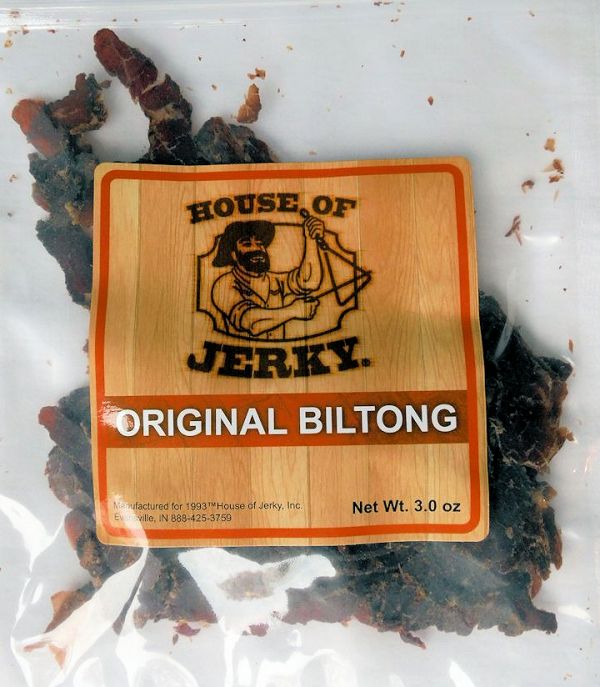 HOUSE OF
JERKY®
ORIGINAL BILTONG
Manufactured for 1993™House of Jerky, Inc.
Evansville, IN 888-425-3759
Net Wt. 3.0 oz